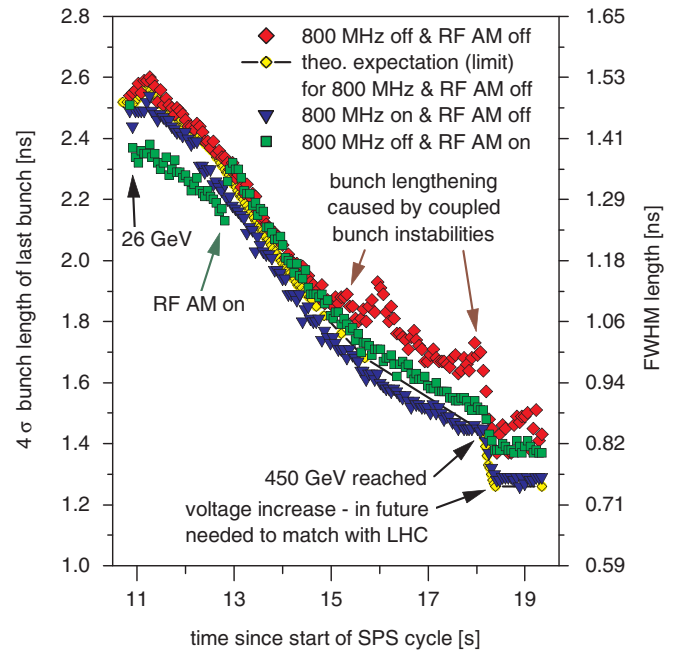 2.8
2.6
2.4
2.2
2.0
1.8
1.6
1.4
1.2
1.0
4 σ bunch length of last bunch [ns]
1.65
1.53
1.41
1.29
1.18
1.06
0.94
0.82
0.71
0.59
FWHM length [ns]
800 MHz off & RF AM off
theo. expectation (limit)
for 800 MHz & RF AM off
800 MHz on & RF AM off
800 MHz off & RF AM on
bunch lengthening
caused by coupled
bunch instabilities
26 GeV
RF AM on
450 GeV reached
voltage increase - in future
needed to match with LHC
11
13
15
17
19
time since start of SPS cycle [s]